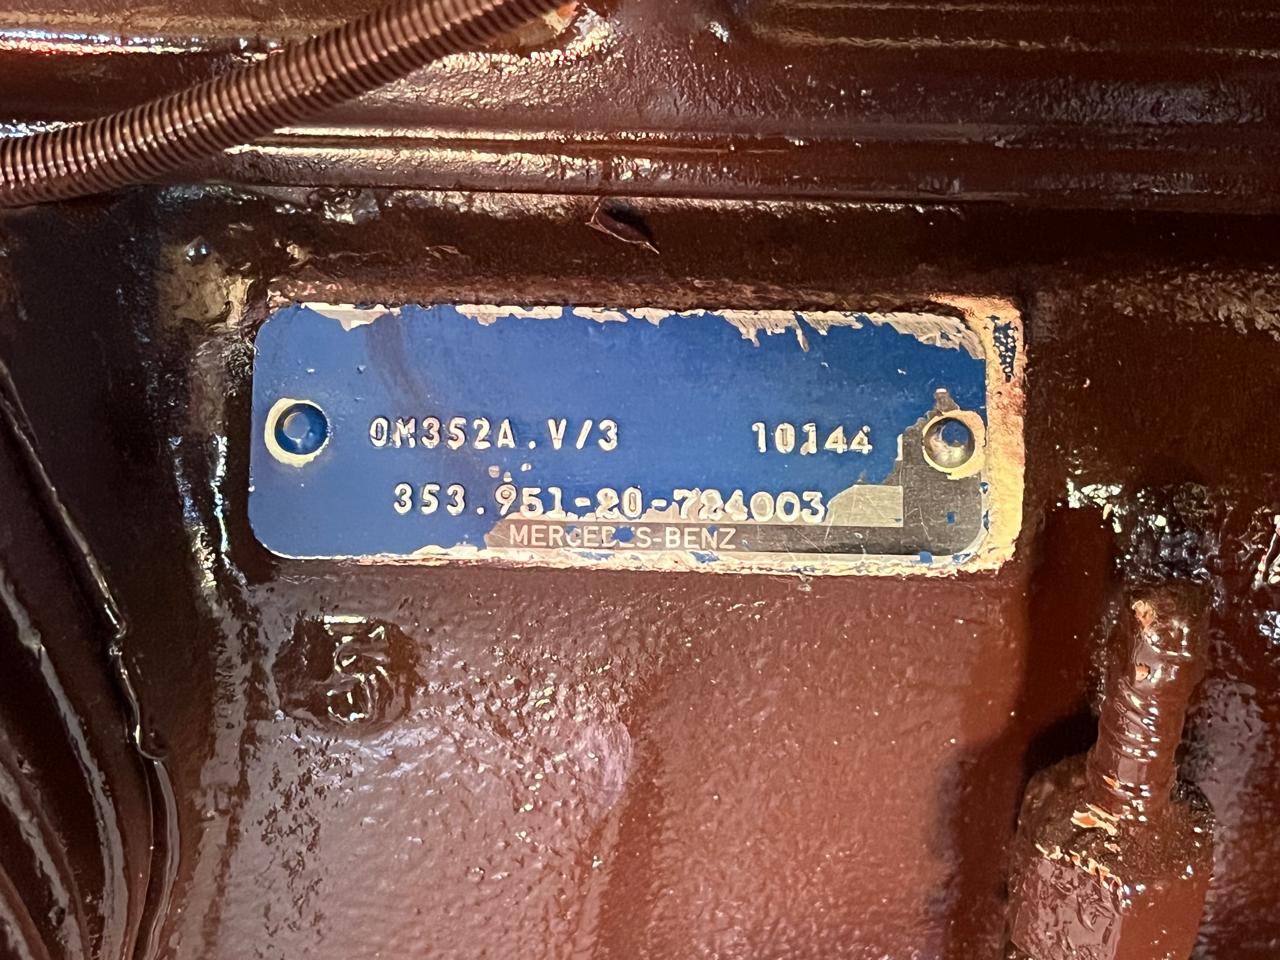 OM352A.V/3 10144
353.951-20-724003
MERCEDES-BENZ